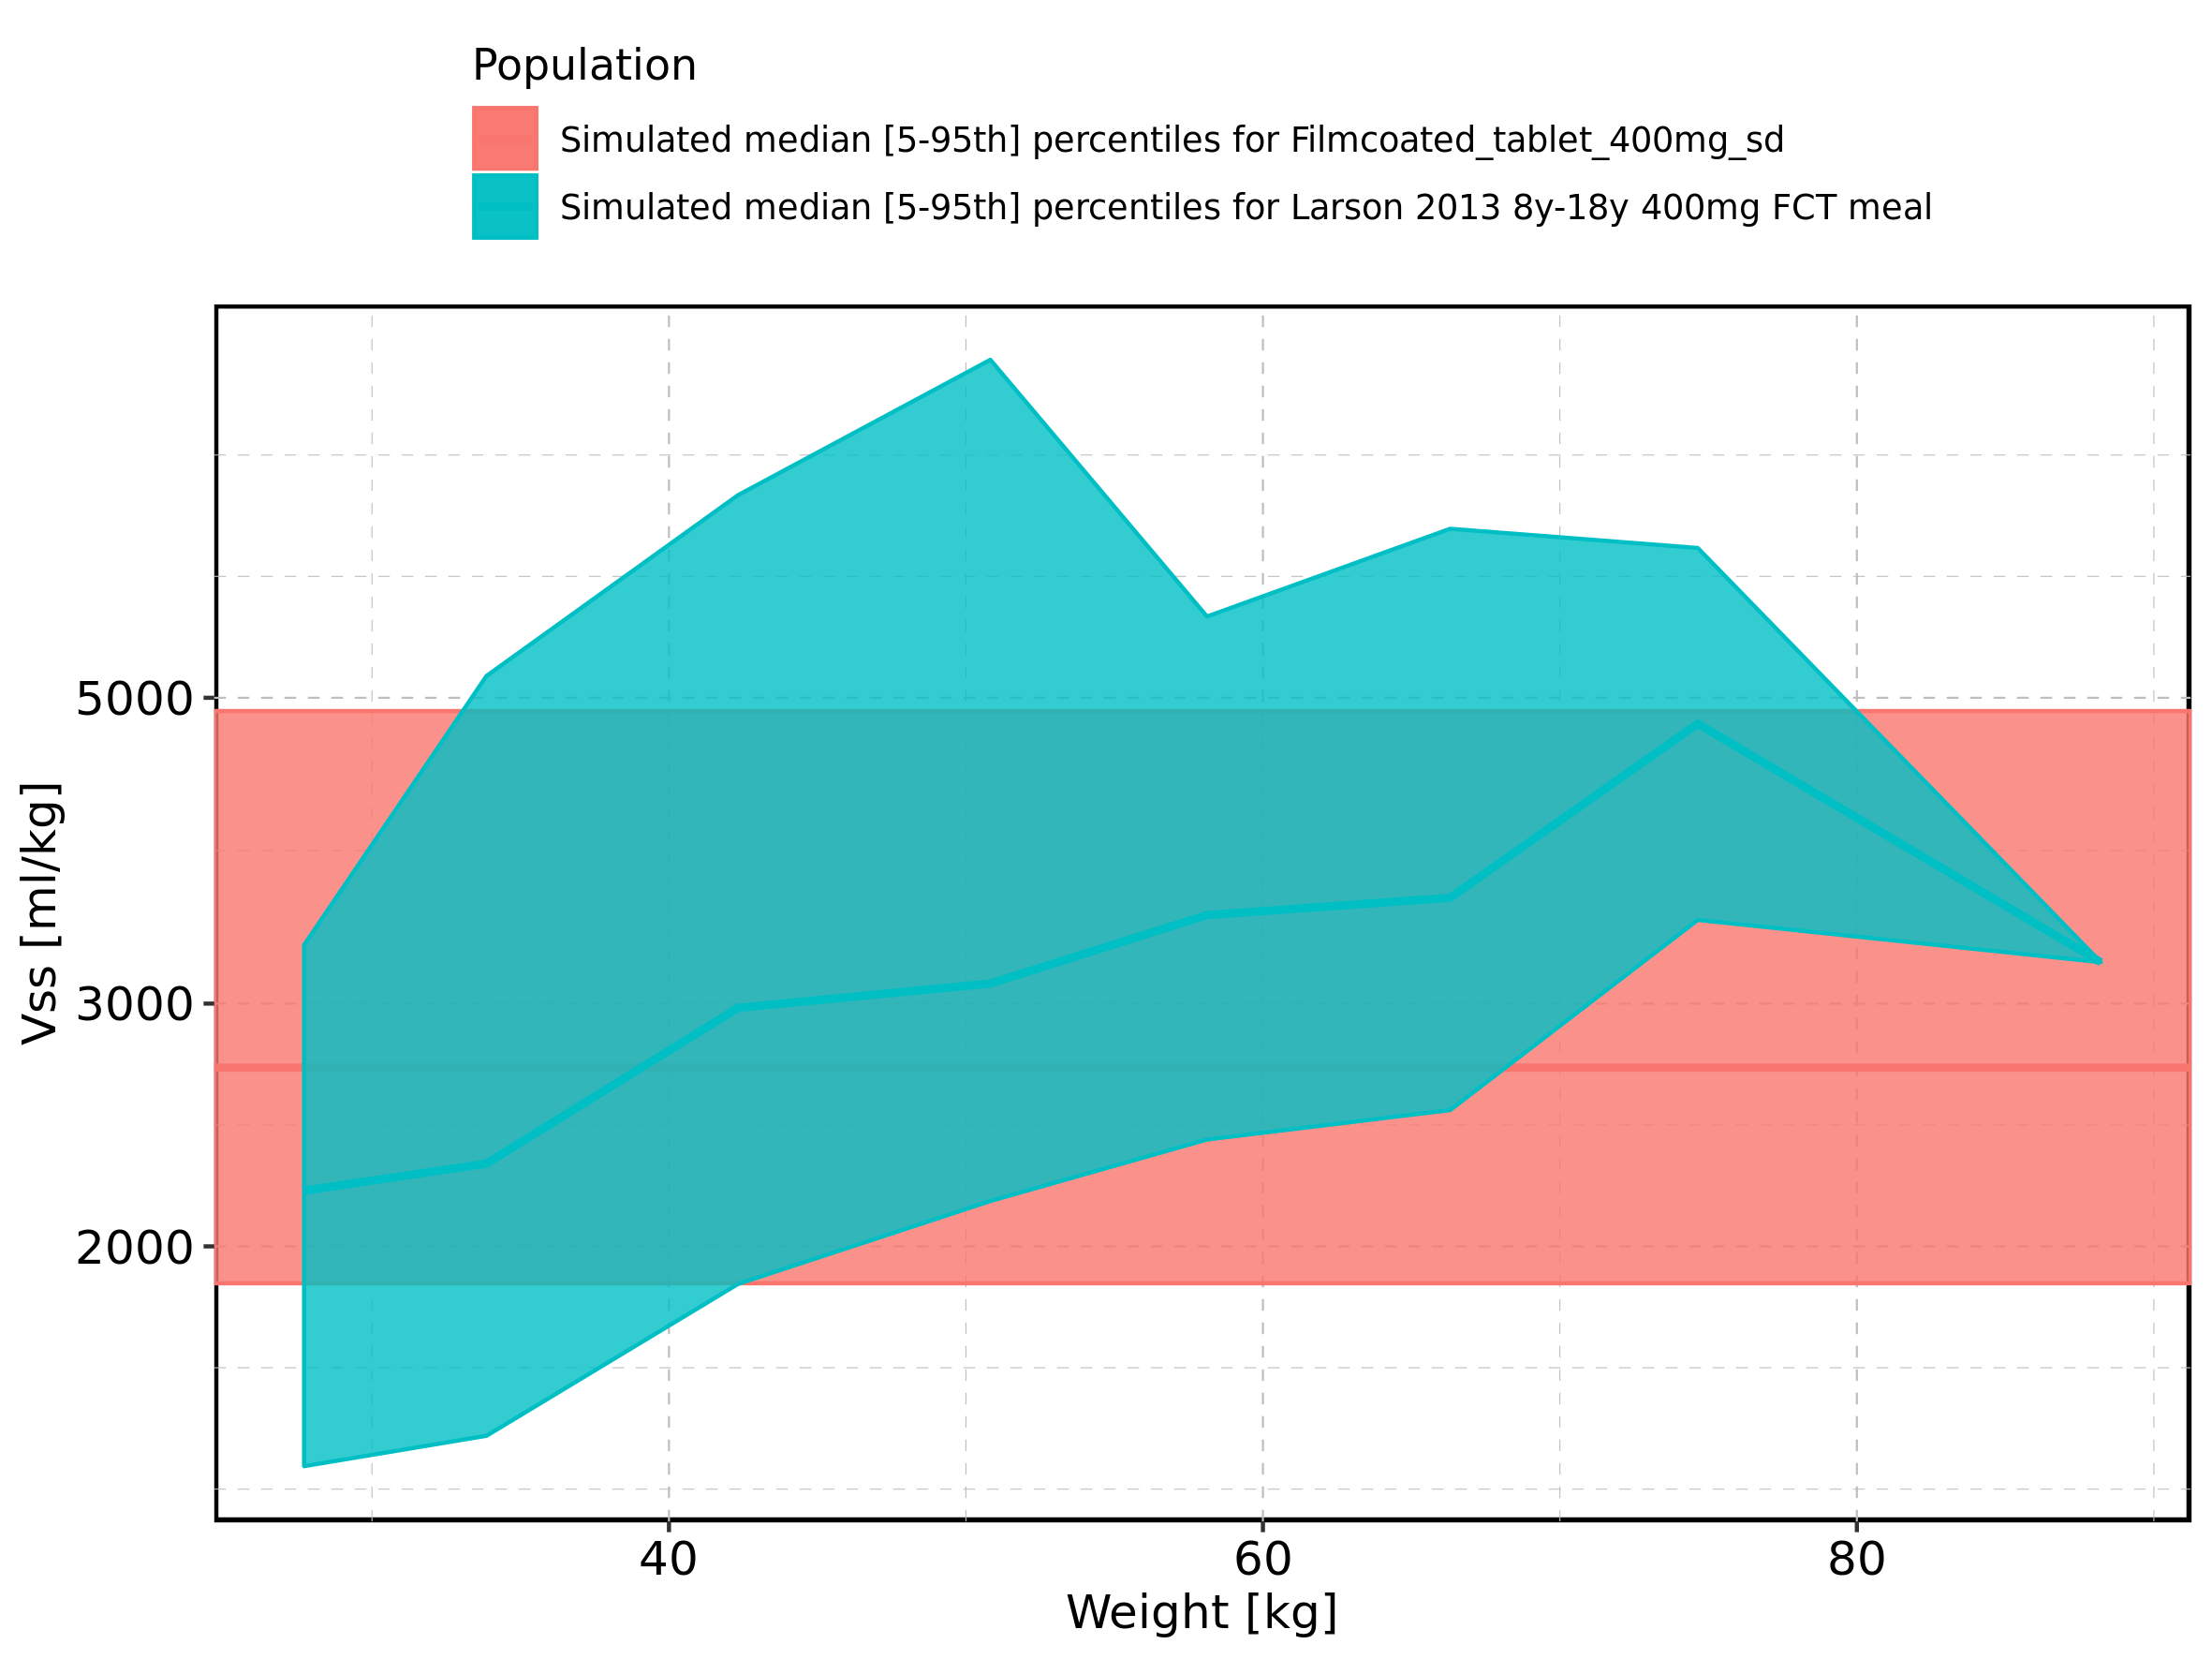 Population
Simulated median [5-95th] percentiles for Filmcoated_tablet_400mg_sd
Simulated median [5-95th] percentiles for Larson 2013 8y-18y 400mg FCT meal
Vss [ml/kg]
5000
3000
2000
40 60 80
Weight [kg]